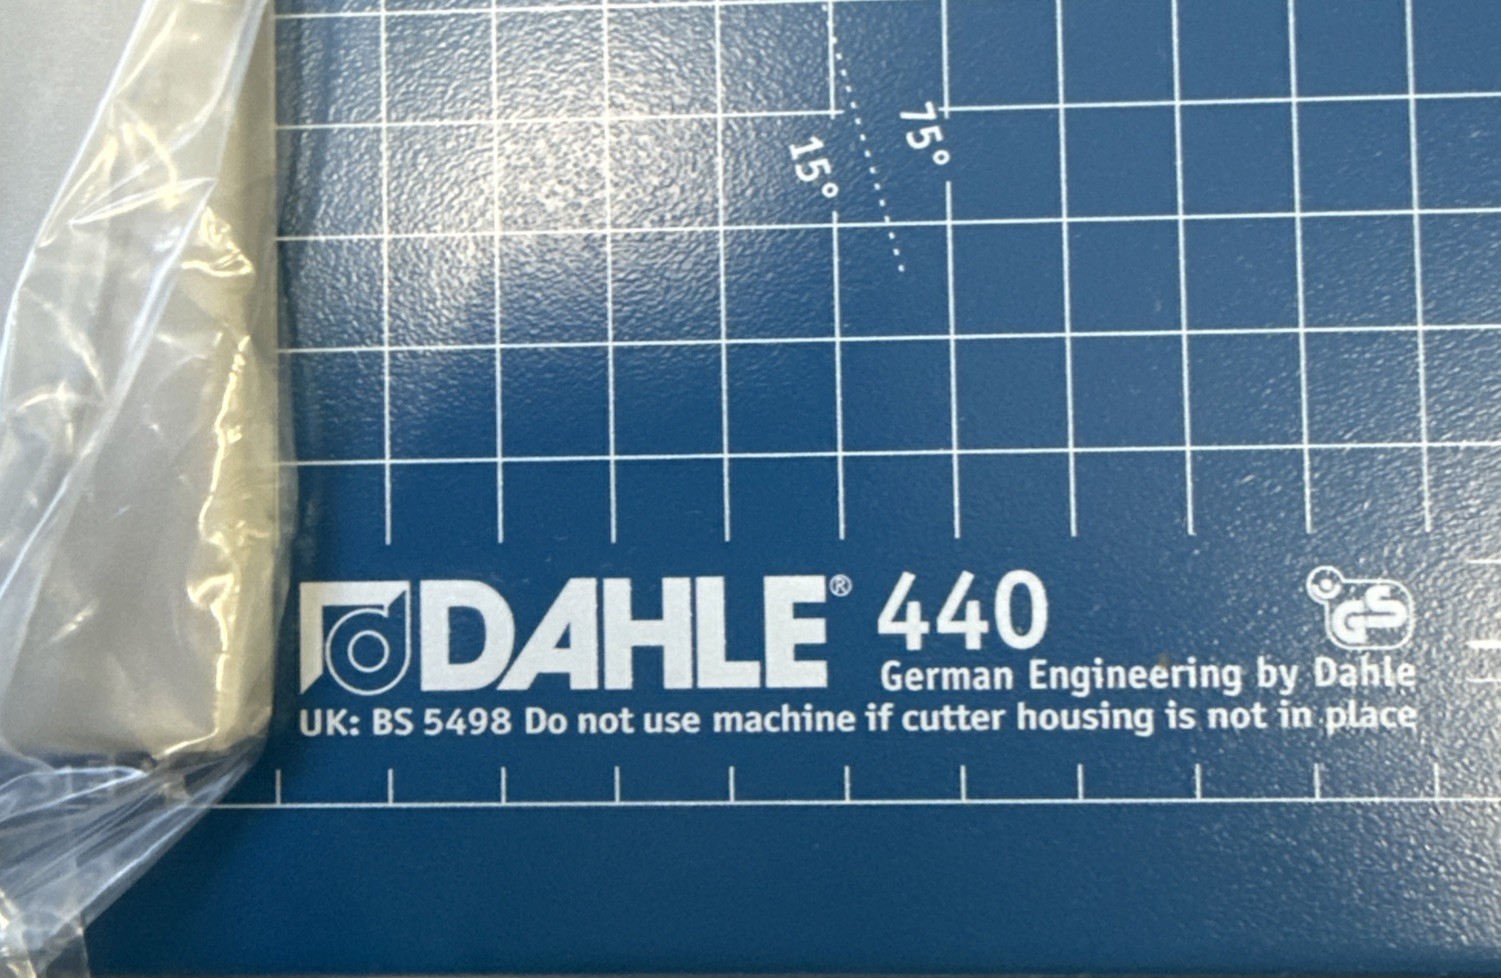 15°
75°
DAHLE® 440
GS
German Engineering by Dahle
UK: BS 5498 Do not use machine if cutter housing is not in place